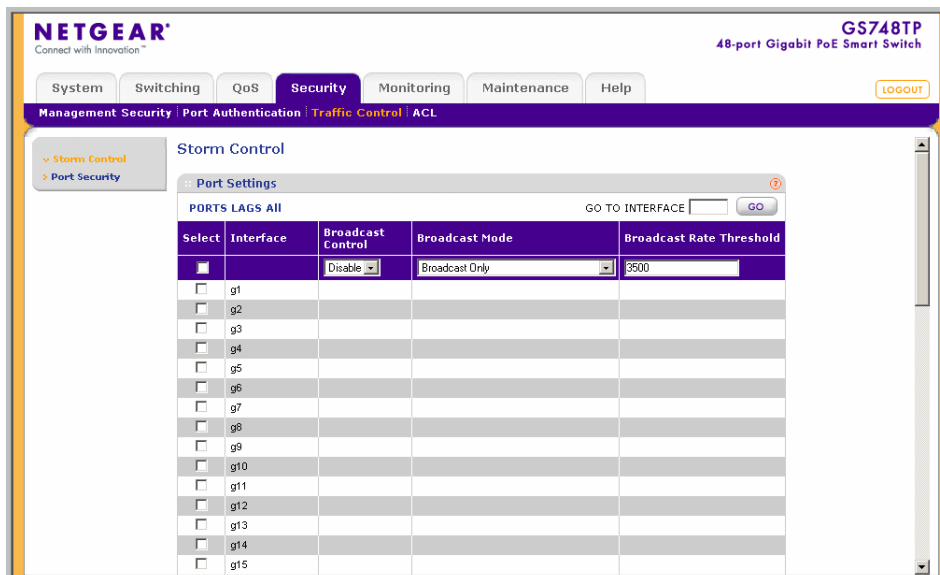 NETGEAR®
Connect with Innovation™
GS748TP
48-port Gigabit PoE Smart Switch
System Switching QoS Security Monitoring Maintenance Help LOGOUT
Management Security Port Authentication Traffic Control ACL
Storm Control
Port Security
Storm Control
Port Settings ?
PORTS LAGS All GO TO INTERFACE GO
Select Interface Broadcast Control Broadcast Mode Broadcast Rate Threshold
Disable Broadcast Only 3500
g1
g2
g3
g4
g5
g6
g7
g8
g9
g10
g11
g12
g13
g14
g15